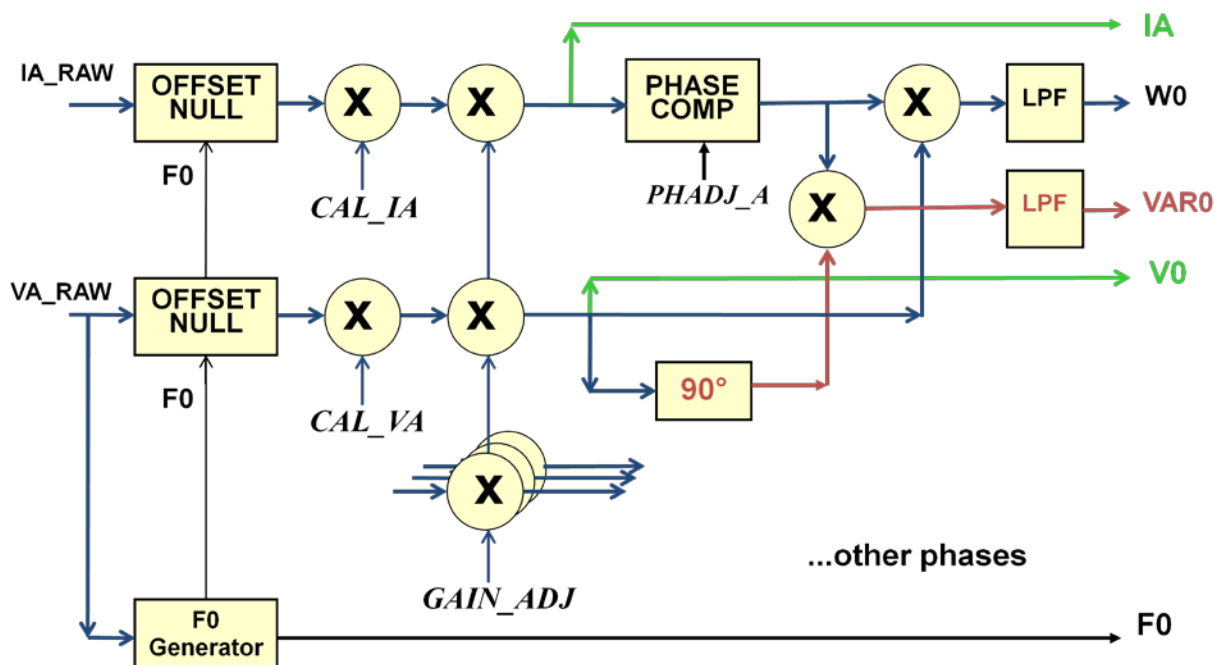 IA
IA_RAW
OFFSET
NULL
X
X
PHASE
COMP
X
LPF
W0
F0
CAL_IA
PHADJ_A
X
LPF
VAR0
VA_RAW
OFFSET
NULL
X
X
V0
F0
90°
CAL_VA
X
...other phases
GAIN_ADJ
F0
Generator
F0